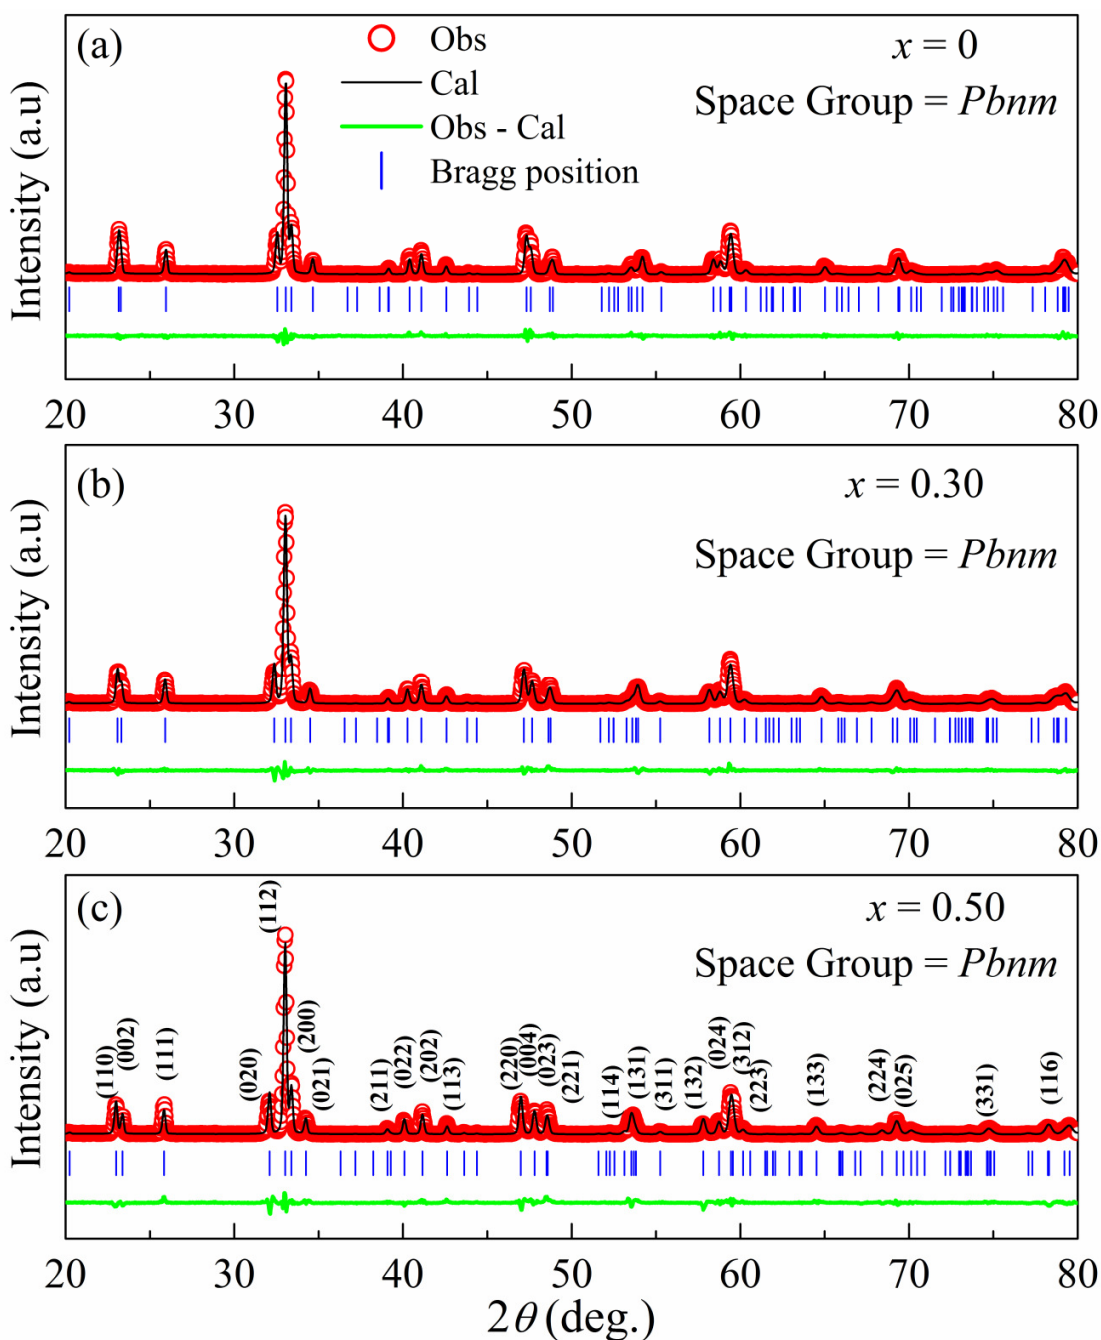 (a)
Obs
Cal
Obs - Cal
Bragg position
x = 0
Space Group = Pbnm
Intensity (a.u)
20 30 40 50 60 70 80
(b)
x = 0.30
Space Group = Pbnm
Intensity (a.u)
20 30 40 50 60 70 80
(c)
x = 0.50
Space Group = Pbnm
Intensity (a.u)
(110)
(002)
(111)
(020)
(112)
(200)
(021)
(211)
(022)
(202)
(113)
(220)
(004)
(023)
(221)
(114)
(131)
(311)
(132)
(024)
(312)
(223)
(133)
(224)
(025)
(331)
(116)
20 30 40 50 60 70 80
2θ (deg.)